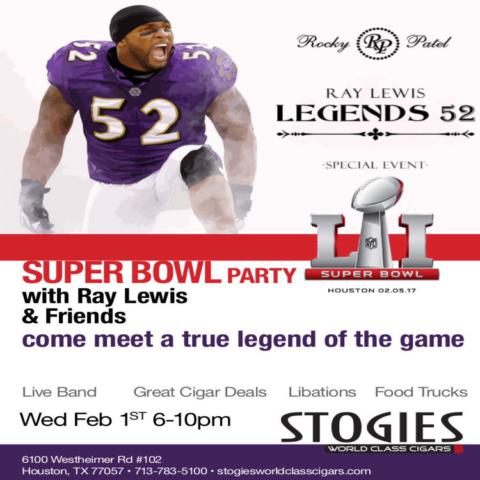 52
52
Rocky RP Patel
RAY LEWIS
LEGENDS 52
-SPECIAL EVENT-
LI
NFL
SUPER BOWL
HOUSTON 02.05.17
SUPER BOWL PARTY
with Ray Lewis
& Friends
come meet a true legend of the game
Live Band Great Cigar Deals Libations Food Trucks
Wed Feb 1ST 6-10pm
STOGIES
WORLD CLASS CIGARS
6100 Westheimer Rd #102
Houston, TX 77057 • 713-783-5100 • stogiesworldclasscigars.com